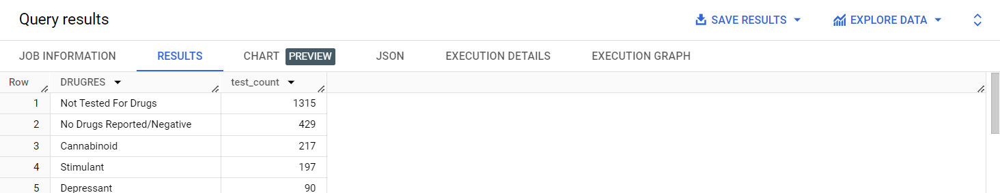 Query results SAVE RESULTS EXPLORE DATA
JOB INFORMATION RESULTS CHART PREVIEW JSON EXECUTION DETAILS EXECUTION GRAPH
Row DRUGRES test_count
1 Not Tested For Drugs 1315
2 No Drugs Reported/Negative 429
3 Cannabinoid 217
4 Stimulant 197
5 Depressant 90